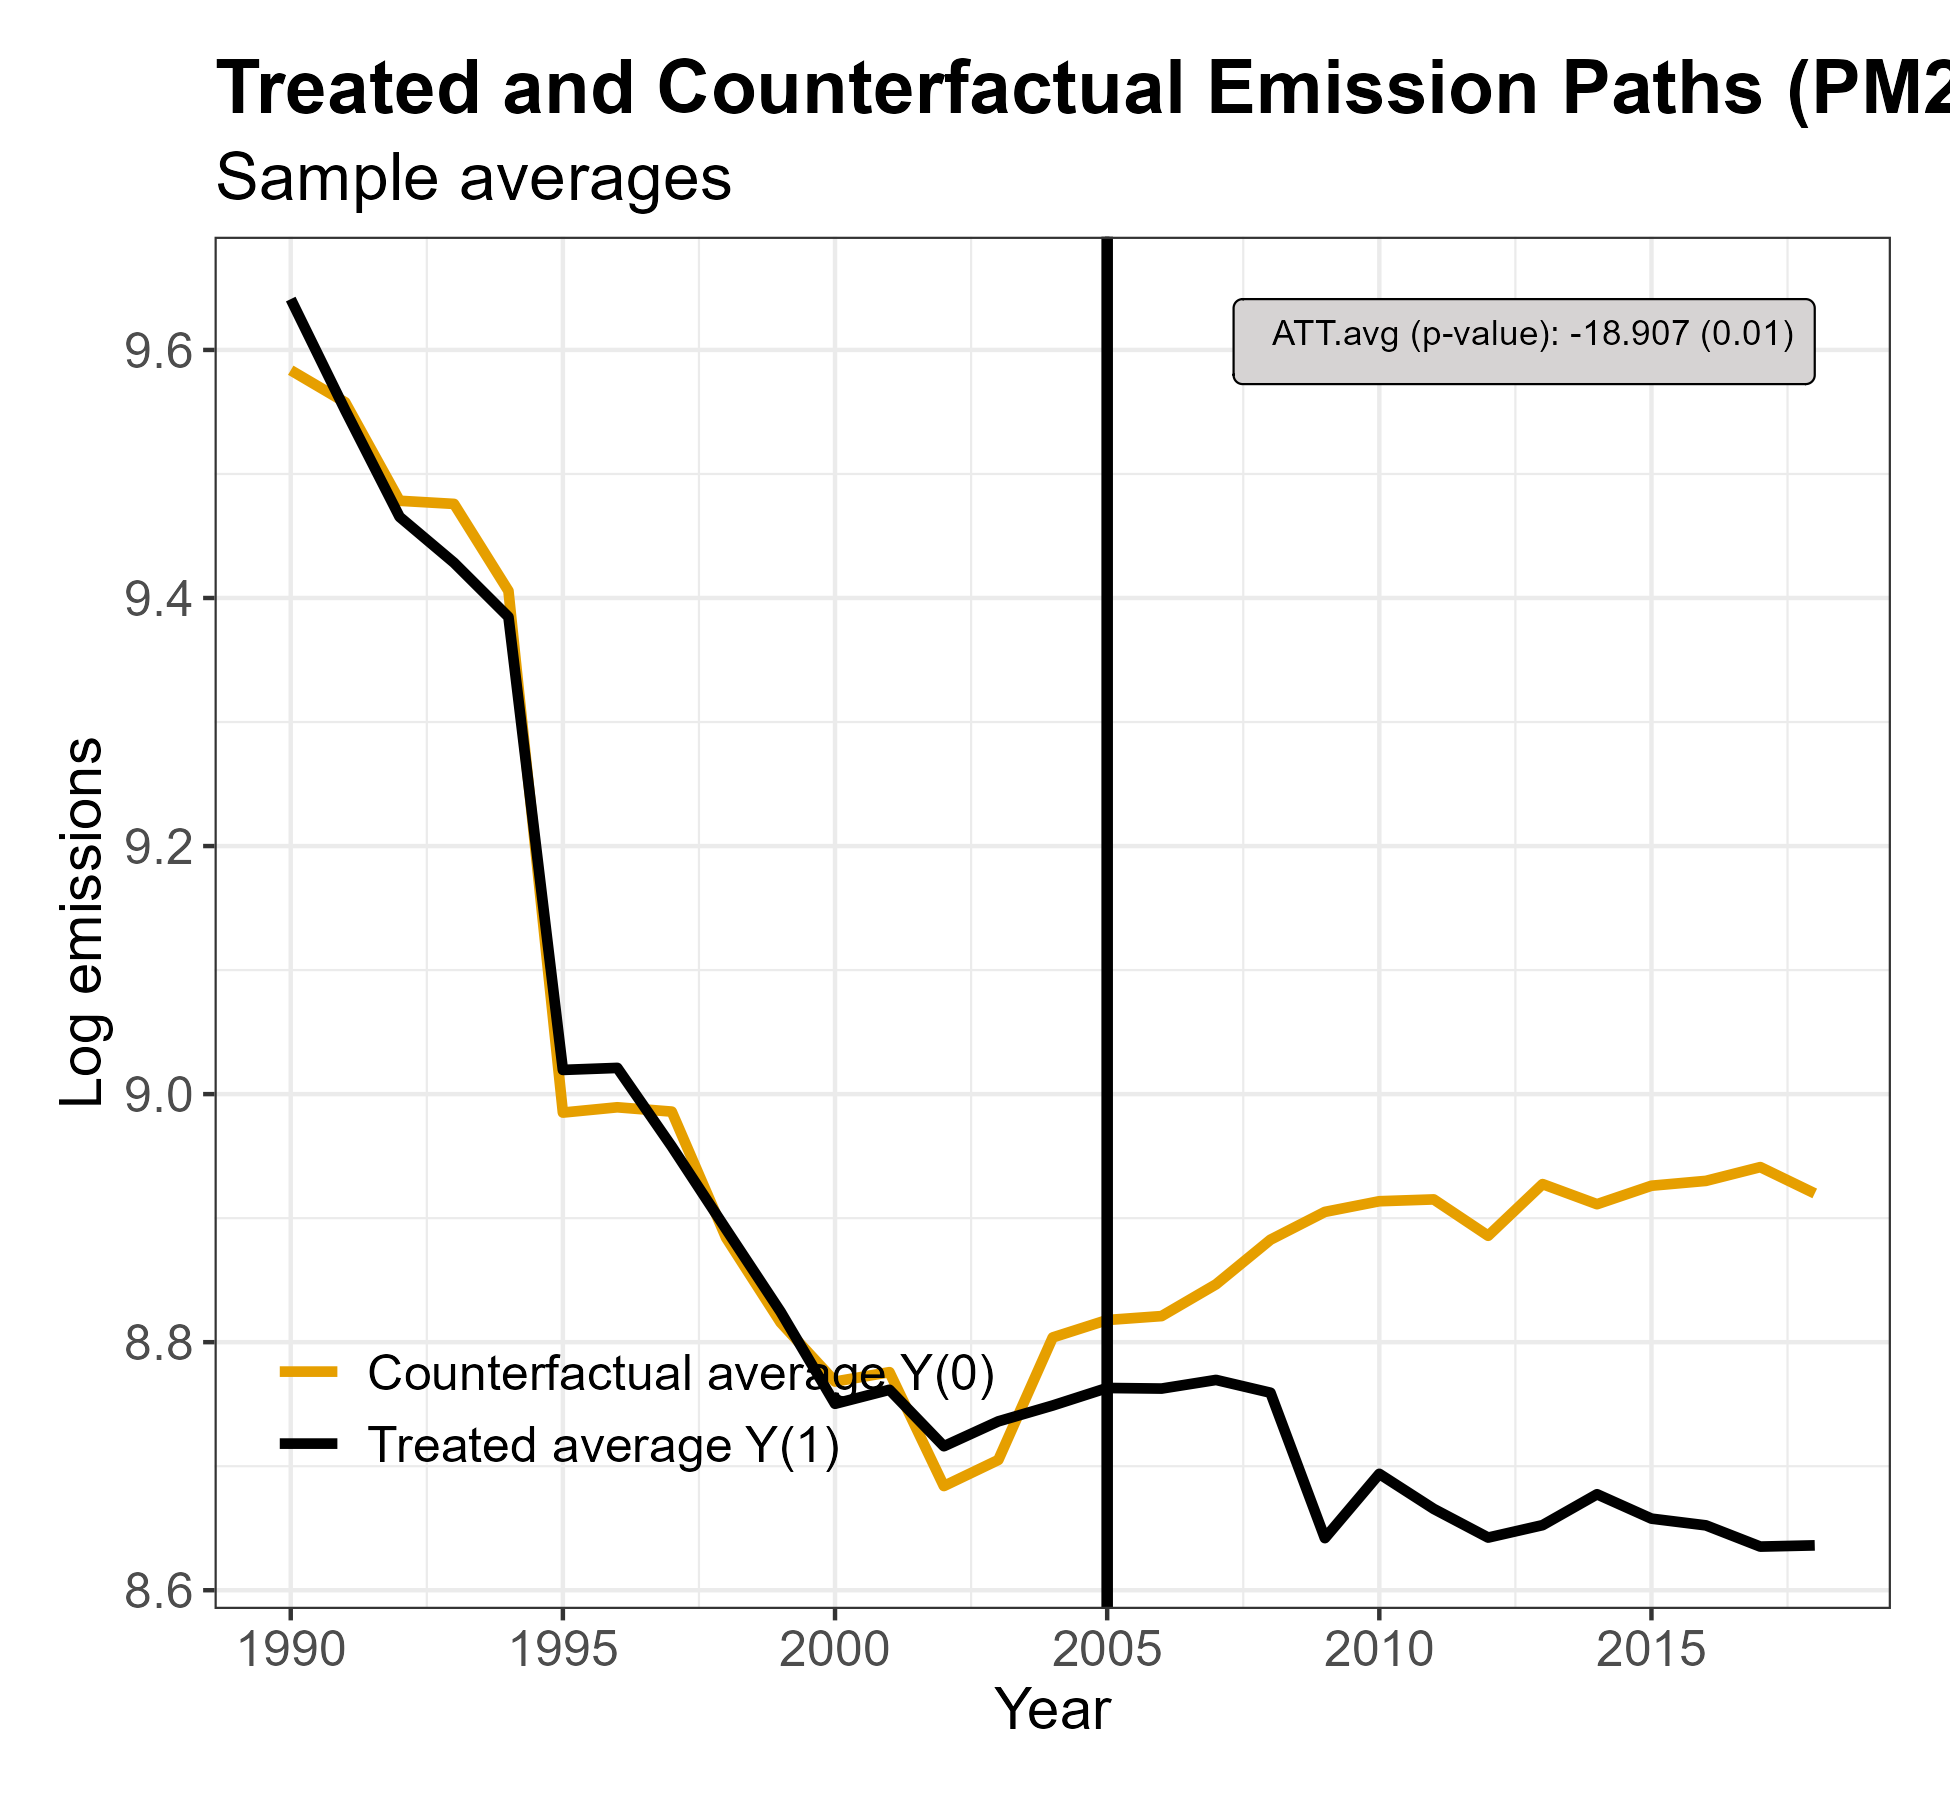 Treated and Counterfactual Emission Paths (PM2
Sample averages
ATT.avg (p-value): -18.907 (0.01)
Log emissions
9.6
9.4
9.2
9.0
8.8
8.6
Counterfactual average Y(0)
Treated average Y(1)
1990 1995 2000 2005 2010 2015
Year